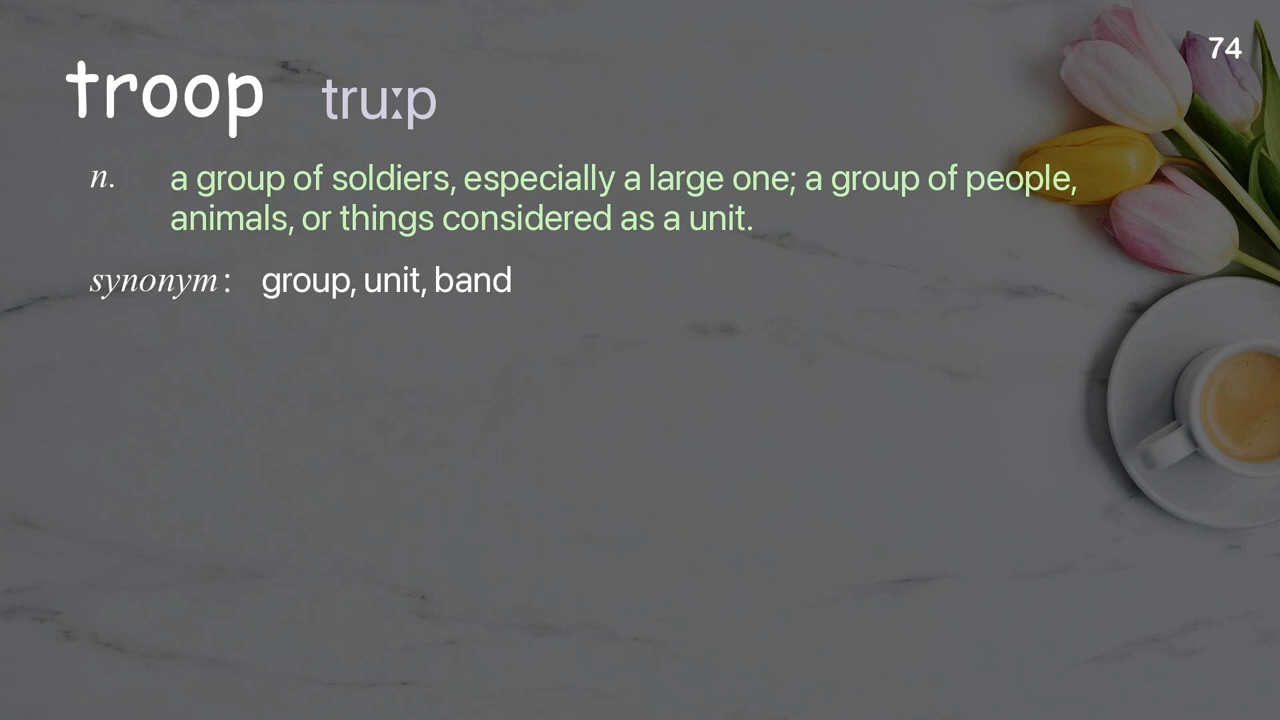 74
troop truːp
n. a group of soldiers, especially a large one; a group of people,
animals, or things considered as a unit.
synonym : group, unit, band